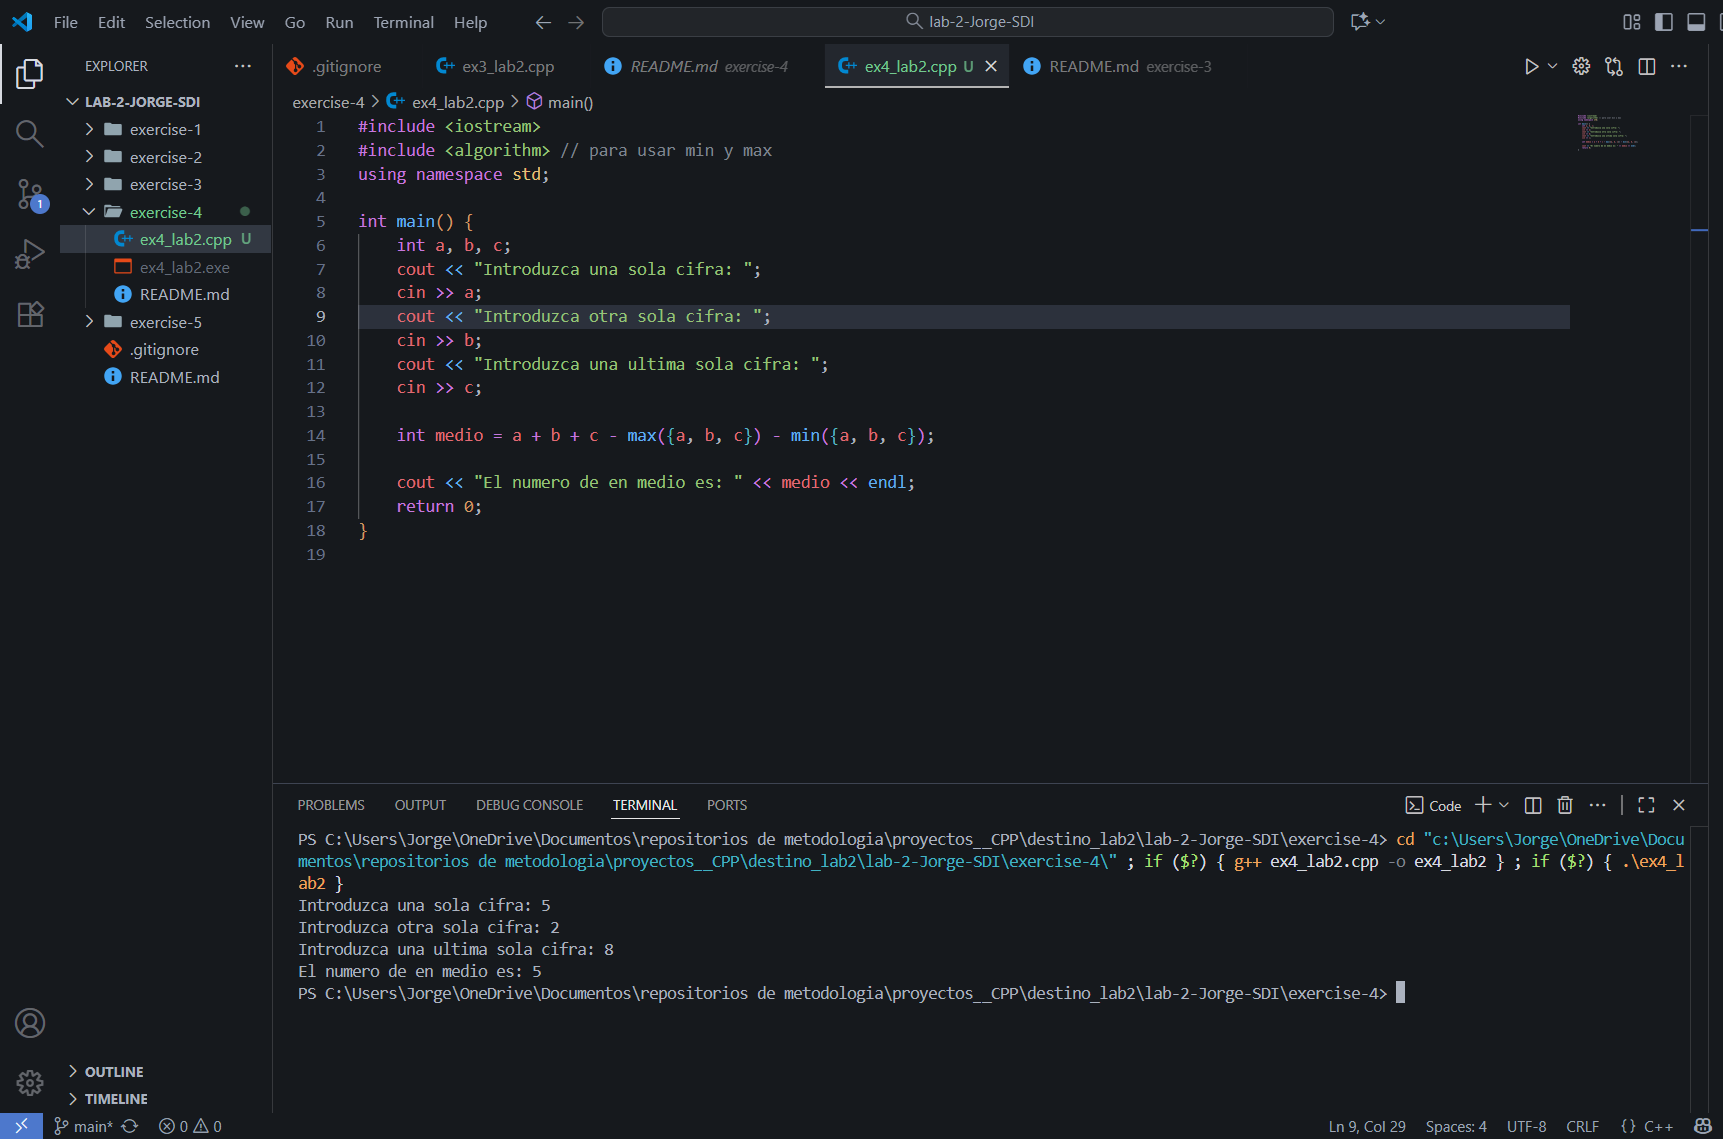 File Edit Selection View Go Run Terminal Help
lab-2-Jorge-SDI
EXPLORER
LAB-2-JORGE-SDI
exercise-1
exercise-2
exercise-3
exercise-4
ex4_lab2.cpp U
ex4_lab2.exe
README.md
exercise-5
.gitignore
README.md
OUTLINE
TIMELINE
1
.gitignore ex3_lab2.cpp README.md exercise-4 ex4_lab2.cpp U README.md exercise-3
exercise-4 > ex4_lab2.cpp > main()
1 #include <iostream>
2 #include <algorithm> // para usar min y max
3 using namespace std;
4
5 int main() {
6 int a, b, c;
7 cout << "Introduzca una sola cifra: ";
8 cin >> a;
9 cout << "Introduzca otra sola cifra: ";
10 cin >> b;
11 cout << "Introduzca una ultima sola cifra: ";
12 cin >> c;
13
14 int medio = a + b + c - max({a, b, c}) - min({a, b, c});
15
16 cout << "El numero de en medio es: " << medio << endl;
17 return 0;
18 }
19
PROBLEMS OUTPUT DEBUG CONSOLE TERMINAL PORTS
Code
PS C:\Users\Jorge\OneDrive\Documentos\repositorios de metodologia\proyectos__CPP\destino_lab2\lab-2-Jorge-SDI\exercise-4> cd "c:\Users\Jorge\OneDrive\Docu
mentos\repositorios de metodologia\proyectos__CPP\destino_lab2\lab-2-Jorge-SDI\exercise-4\" ; if ($?) { g++ ex4_lab2.cpp -o ex4_lab2 } ; if ($?) { .\ex4_l
ab2 }
Introduzca una sola cifra: 5
Introduzca otra sola cifra: 2
Introduzca una ultima sola cifra: 8
El numero de en medio es: 5
PS C:\Users\Jorge\OneDrive\Documentos\repositorios de metodologia\proyectos__CPP\destino_lab2\lab-2-Jorge-SDI\exercise-4>
main* 0 0
Ln 9, Col 29 Spaces: 4 UTF-8 CRLF {} C++